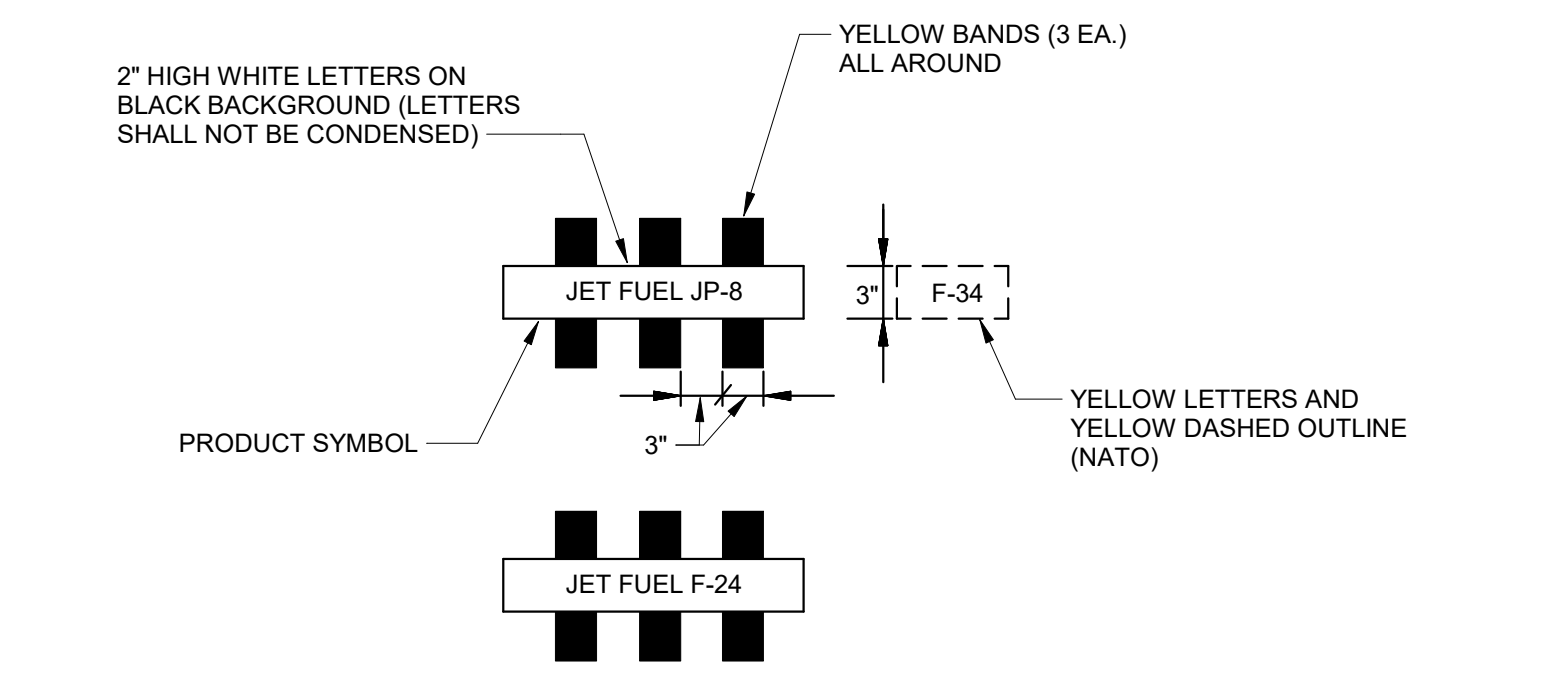 YELLOW BANDS (3 EA.)
ALL AROUND
2" HIGH WHITE LETTERS ON
BLACK BACKGROUND (LETTERS
SHALL NOT BE CONDENSED)
JET FUEL JP-8
3"
F-34
YELLOW LETTERS AND
YELLOW DASHED OUTLINE
(NATO)
PRODUCT SYMBOL
3"
JET FUEL F-24